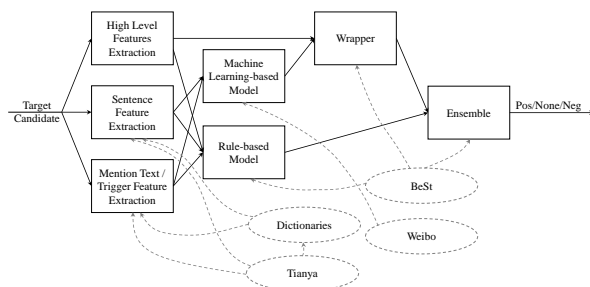 High Level
Features
Extraction
Wrapper
Machine
Learning-based
Model
Target
Candidate
Sentence
Feature
Extraction
Ensemble
Pos/None/Neg
Rule-based
Model
Mention Text /
Trigger Feature
Extraction
BeSt
Dictionaries
Weibo
Tianya